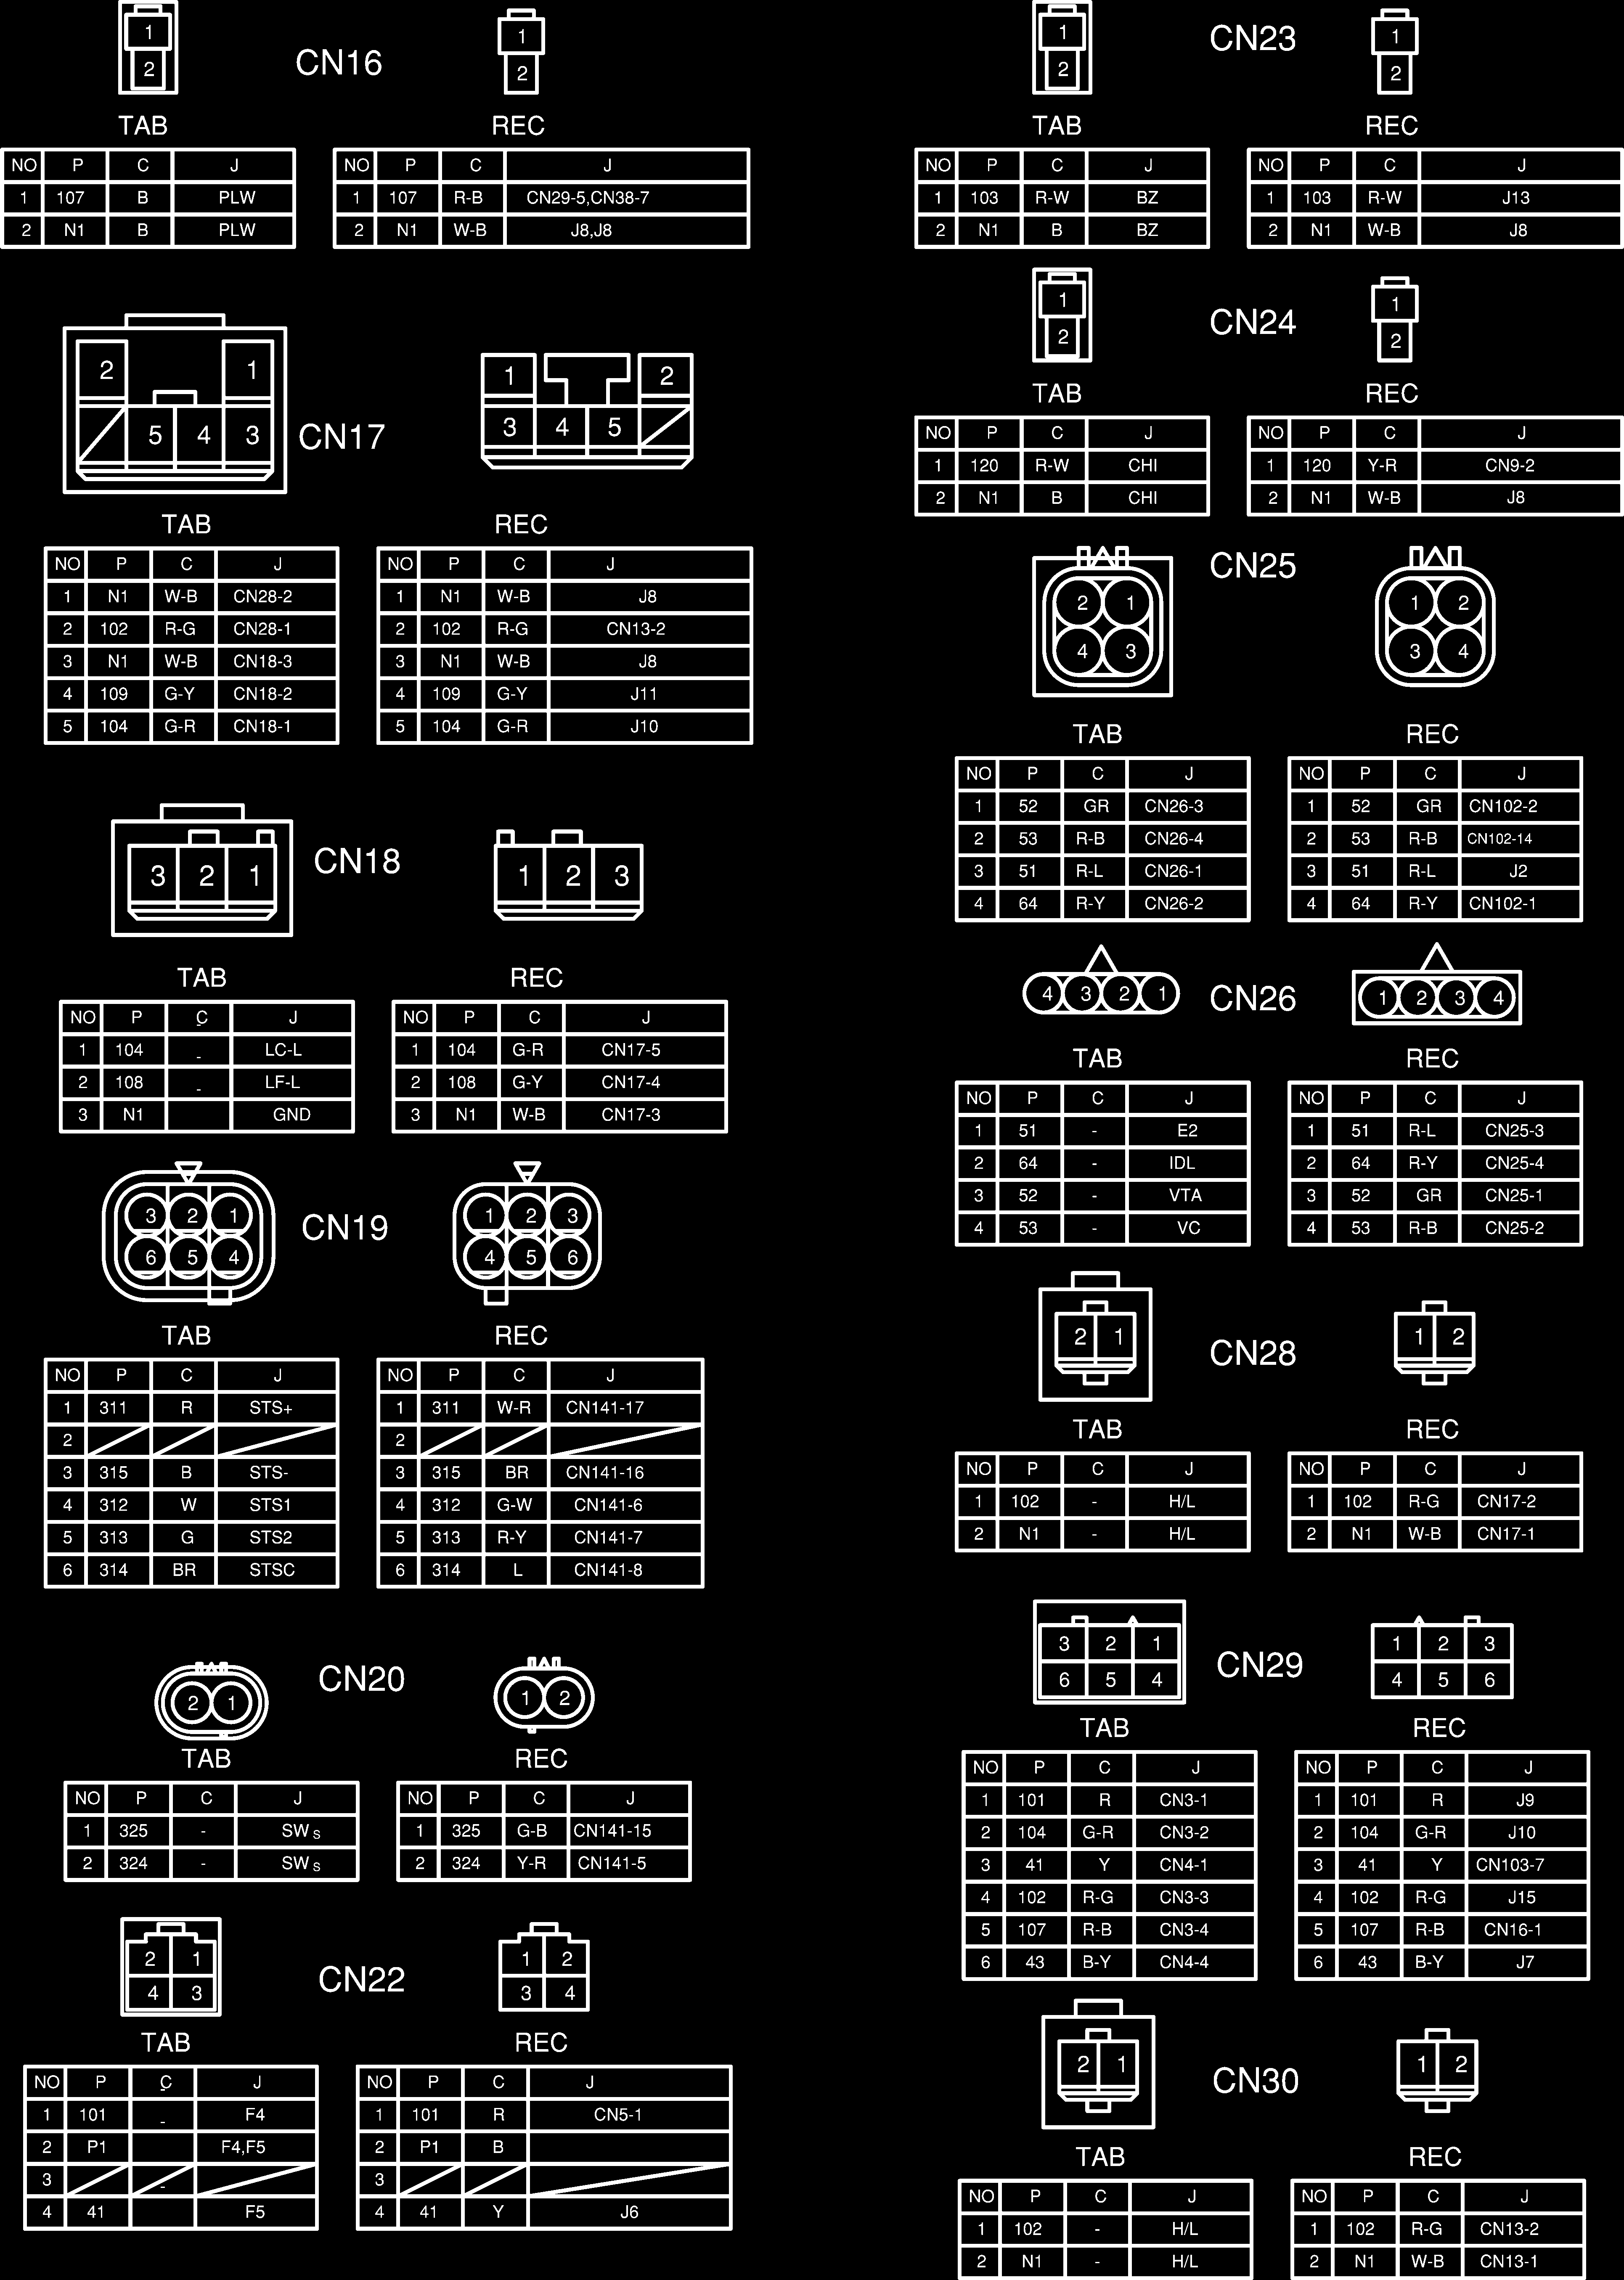 1
2
CN16
1
2
TAB
REC
NO P C J
1 107 B PLW
2 N1 B PLW
NO P C J
1 107 R-B CN29-5,CN38-7
2 N1 W-B J8,J8
2 1
5 4 3
CN17
1 2
3 4 5
TAB
REC
NO P C J
1 N1 W-B CN28-2
2 102 R-G CN28-1
3 N1 W-B CN18-3
4 109 G-Y CN18-2
5 104 G-R CN18-1
NO P C J
1 N1 W-B J8
2 102 R-G CN13-2
3 N1 W-B J8
4 109 G-Y J11
5 104 G-R J10
3 2 1
CN18
1 2 3
TAB
REC
NO P C J
1 104 - LC-L
2 108 - LF-L
3 N1 GND
NO P C J
1 104 G-R CN17-5
2 108 G-Y CN17-4
3 N1 W-B CN17-3
3 2 1
6 5 4
CN19
1 2 3
4 5 6
TAB
REC
NO P C J
1 311 R STS+
2
3 315 B STS-
4 312 W STS1
5 313 G STS2
6 314 BR STSC
NO P C J
1 311 W-R CN141-17
2
3 315 BR CN141-16
4 312 G-W CN141-6
5 313 R-Y CN141-7
6 314 L CN141-8
2 1
CN20
1 2
TAB
REC
NO P C J
1 325 - SW S
2 324 - SW S
NO P C J
1 325 G-B CN141-15
2 324 Y-R CN141-5
2 1
4 3
CN22
1 2
3 4
TAB
REC
NO P C J
1 101 - F4
2 P1 F4,F5
3 -
4 41 F5
NO P C J
1 101 R CN5-1
2 P1 B
3
4 41 Y J6
1
2
CN23
1
2
TAB
REC
NO P C J
1 103 R-W BZ
2 N1 B BZ
NO P C J
1 103 R-W J13
2 N1 W-B J8
1
2
CN24
1
2
TAB
REC
NO P C J
1 120 R-W CHI
2 N1 B CHI
NO P C J
1 120 Y-R CN9-2
2 N1 W-B J8
2 1
4 3
CN25
1 2
3 4
TAB
REC
NO P C J
1 52 GR CN26-3
2 53 R-B CN26-4
3 51 R-L CN26-1
4 64 R-Y CN26-2
NO P C J
1 52 GR CN102-2
2 53 R-B CN102-14
3 51 R-L J2
4 64 R-Y CN102-1
4 3 2 1
CN26
1 2 3 4
TAB
REC
NO P C J
1 51 - E2
2 64 - IDL
3 52 - VTA
4 53 - VC
NO P C J
1 51 R-L CN25-3
2 64 R-Y CN25-4
3 52 GR CN25-1
4 53 R-B CN25-2
2 1
CN28
1 2
TAB
REC
NO P C J
1 102 - H/L
2 N1 - H/L
NO P C J
1 102 R-G CN17-2
2 N1 W-B CN17-1
3 2 1
6 5 4
CN29
1 2 3
4 5 6
TAB
REC
NO P C J
1 101 R CN3-1
2 104 G-R CN3-2
3 41 Y CN4-1
4 102 R-G CN3-3
5 107 R-B CN3-4
6 43 B-Y CN4-4
NO P C J
1 101 R J9
2 104 G-R J10
3 41 Y CN103-7
4 102 R-G J15
5 107 R-B CN16-1
6 43 B-Y J7
2 1
CN30
1 2
TAB
REC
NO P C J
1 102 - H/L
2 N1 - H/L
NO P C J
1 102 R-G CN13-2
2 N1 W-B CN13-1